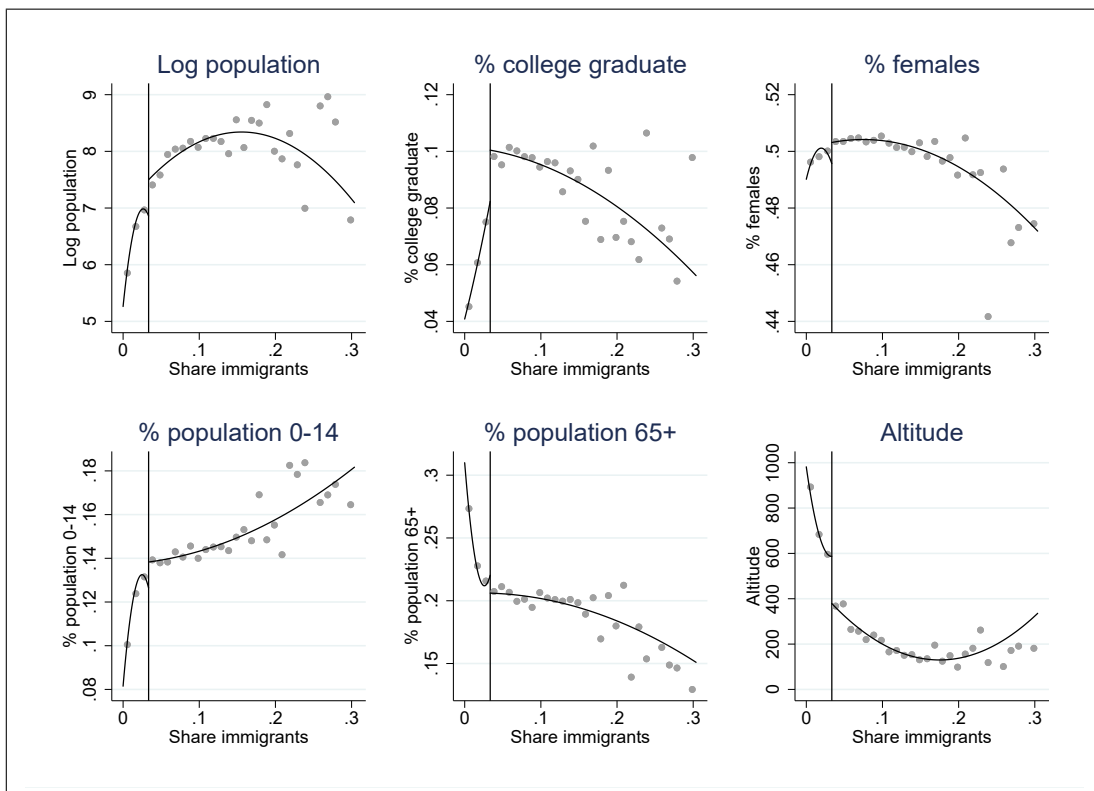 Log population
Log population
9
8
7
6
5
0 .1 .2 .3
Share immigrants
% college graduate
% college graduate
.12
.1
.08
.06
.04
0 .1 .2 .3
Share immigrants
% females
% females
.52
.5
.48
.46
.44
0 .1 .2 .3
Share immigrants
% population 0-14
% population 0-14
.18
.16
.14
.12
.1
.08
0 .1 .2 .3
Share immigrants
% population 65+
% population 65+
.3
.25
.2
.15
0 .1 .2 .3
Share immigrants
Altitude
Altitude
1000
800
600
400
200
0
0 .1 .2 .3
Share immigrants